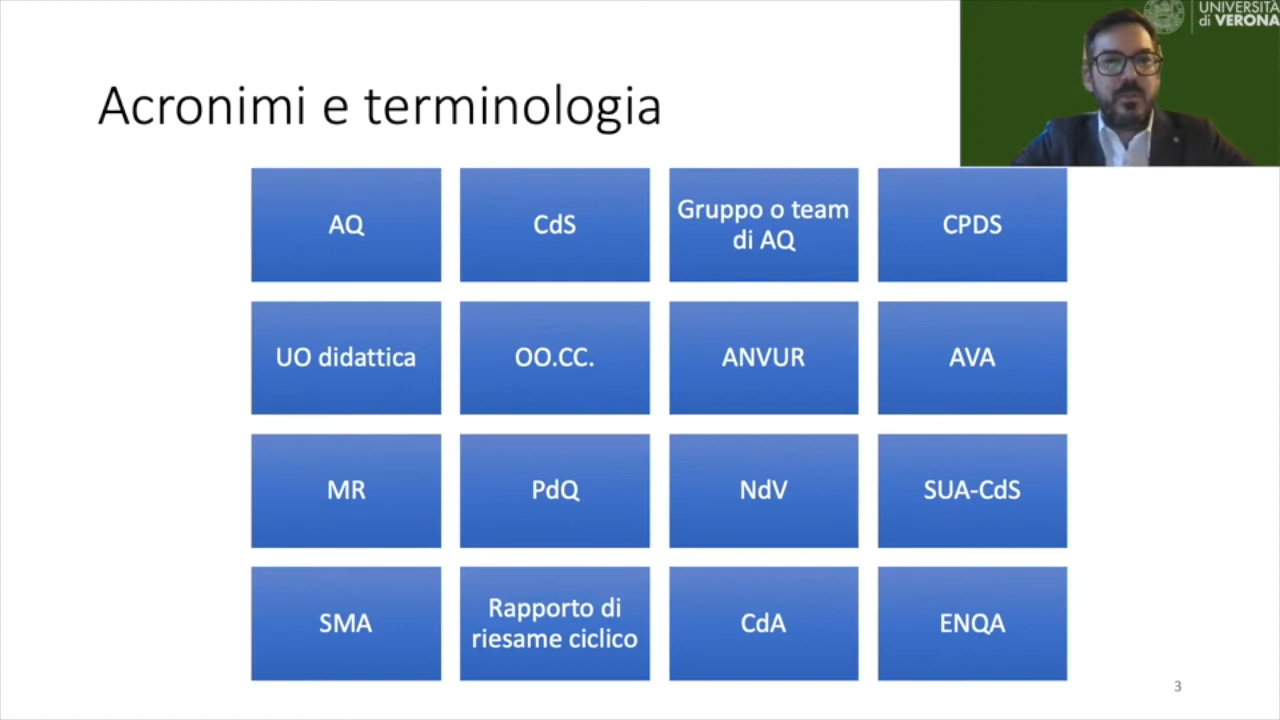 UNIVERSITÀ
di VERONA
Acronimi e terminologia
AQ
CdS
Gruppo o team
di AQ
CPDS
UO didattica
OO.CC.
ANVUR
AVA
MR
PdQ
NdV
SUA-CdS
SMA
Rapporto di
riesame ciclico
CdA
ENQA
3